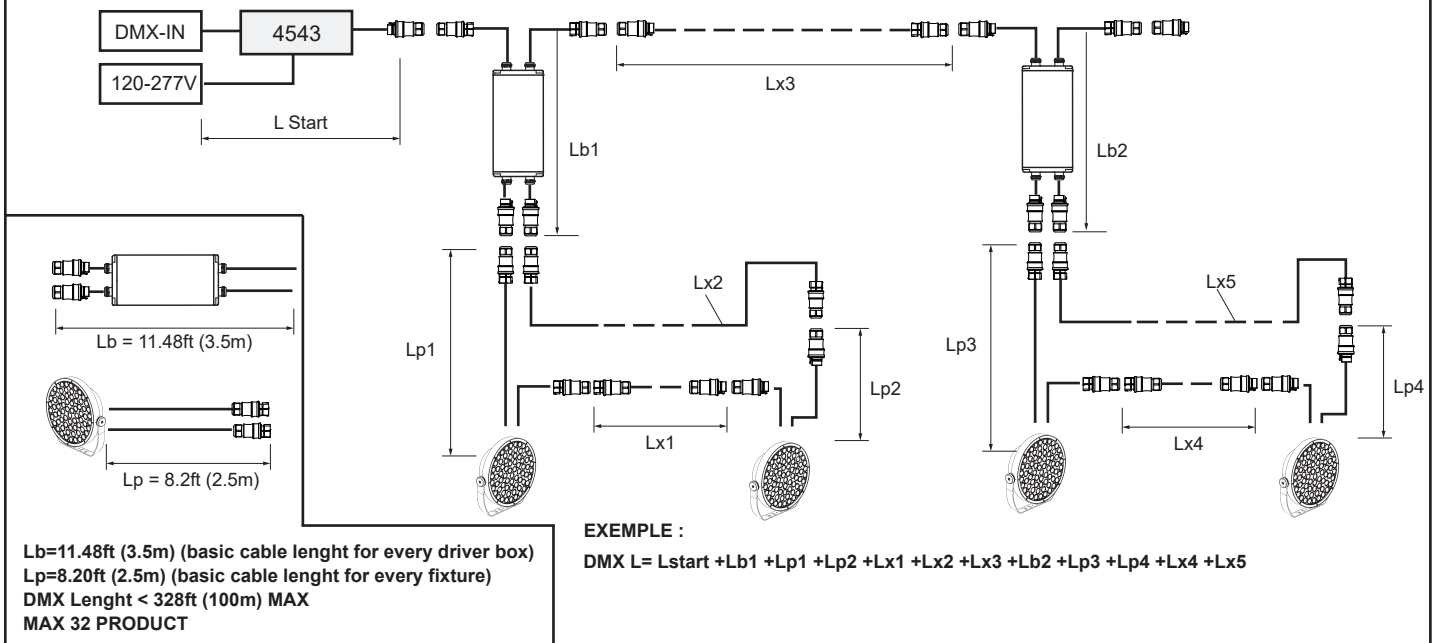 DMX-IN
4543
120-277V
L Start
Lx3
Lb1
Lb2
Lb = 11.48ft (3.5m)
Lp = 8.2ft (2.5m)
Lp1
Lx2
Lp2
Lx1
Lp3
Lx5
Lp4
Lx4
Lb=11.48ft (3.5m) (basic cable lenght for every driver box)
Lp=8.20ft (2.5m) (basic cable lenght for every fixture)
DMX Lenght < 328ft (100m) MAX
MAX 32 PRODUCT
EXEMPLE :
DMX L= Lstart +Lb1 +Lp1 +Lp2 +Lx1 +Lx2 +Lx3 +Lb2 +Lp3 +Lp4 +Lx4 +Lx5